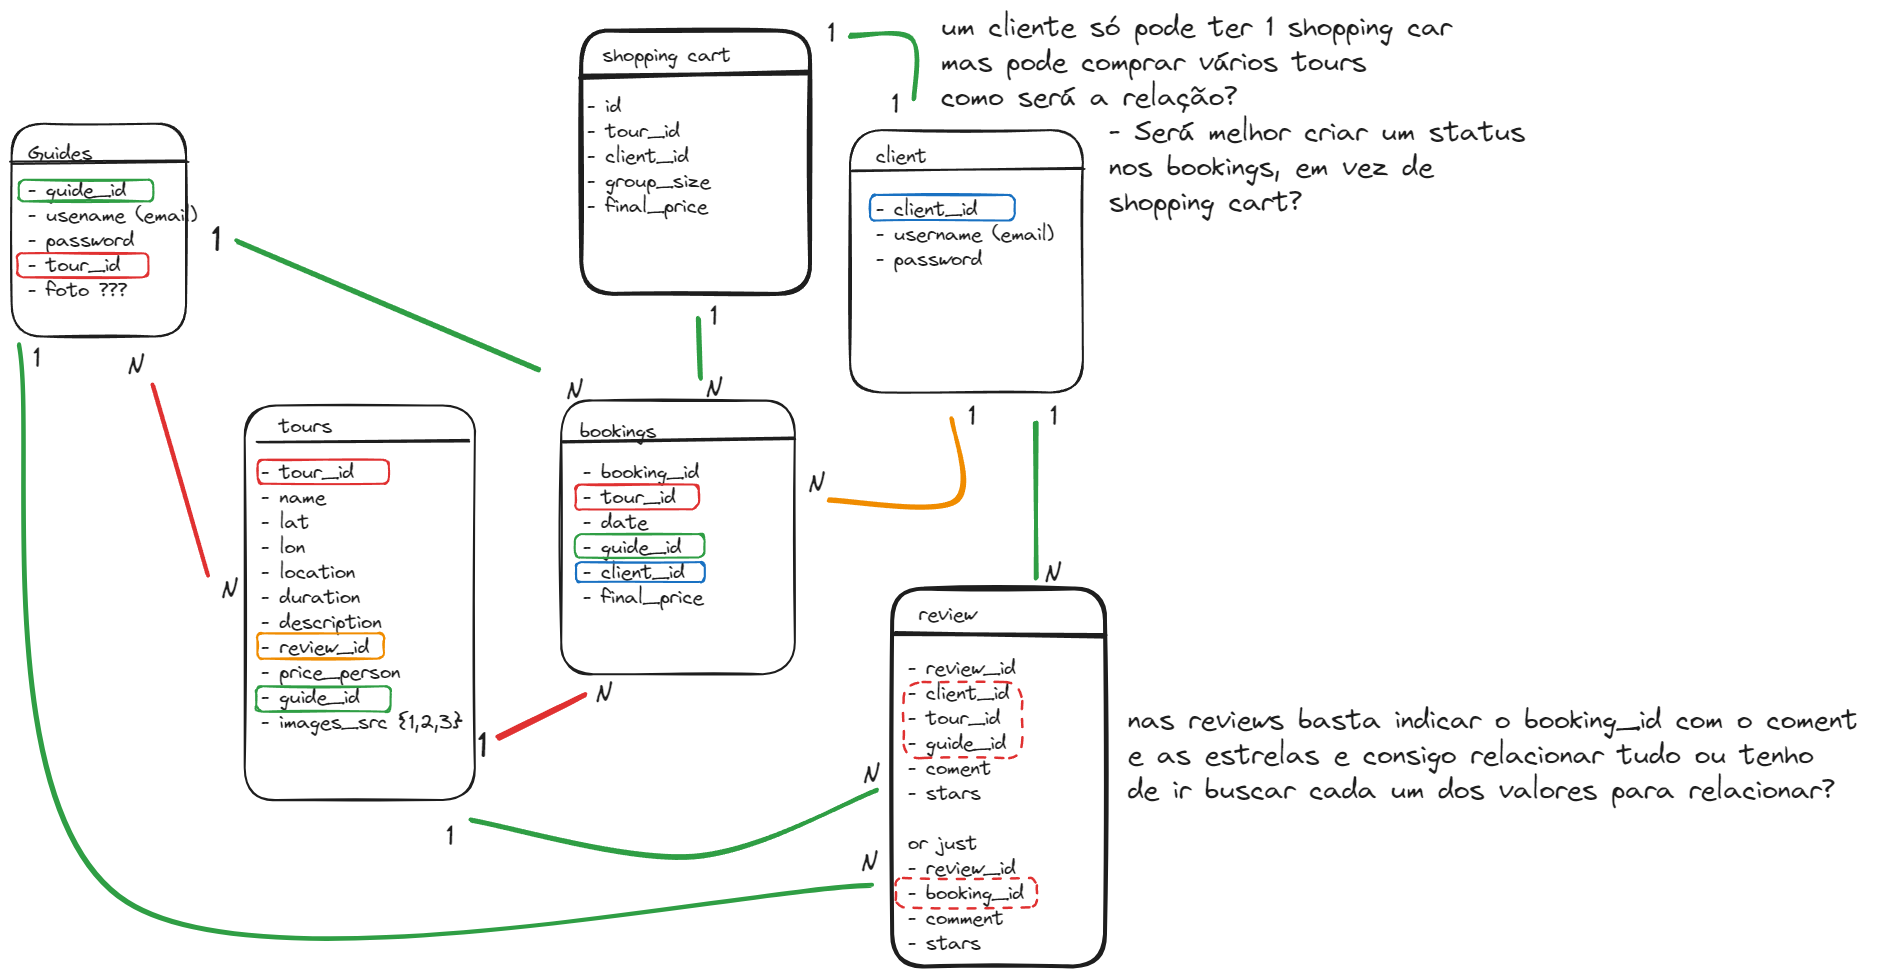 shopping cart
- id
- tour_id
- client_id
- group_size
- final_price
1
1
um cliente só pode ter 1 shopping car
mas pode comprar vários tours
como será a relação?
- Será melhor criar um status
nos bookings, em vez de
shopping cart?
Guides
- guide_id
- usename (email)
- password
- tour_id
- foto ???
1
1
N
client
- client_id
- username (email)
- password
1
N
N
1
1
N
N
tours
- tour_id
- name
- lat
- lon
- location
- duration
- description
- review_id
- price_person
- guide_id
- images_src {1,2,3}
N
1
1
bookings
- booking_id
- tour_id
- date
- guide_id
- client_id
- final_price
N
review
- review_id
- client_id
- tour_id
- guide_id
- coment
- stars
or just
- review_id
- booking_id
- comment
- stars
N
N
nas reviews basta indicar o booking_id com o coment
e as estrelas e consigo relacionar tudo ou tenho
de ir buscar cada um dos valores para relacionar?